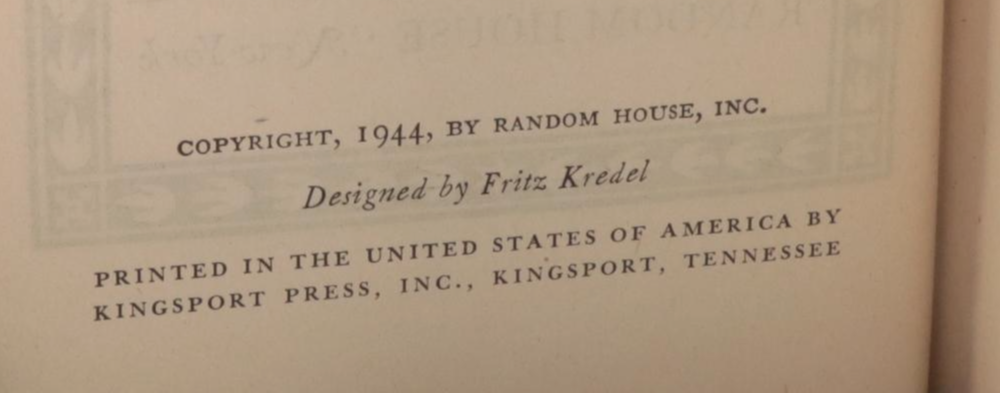 COPYRIGHT, 1944, BY RANDOM HOUSE, INC.
Designed by Fritz Kredel
PRINTED IN THE UNITED STATES OF AMERICA BY
KINGSPORT PRESS, INC., KINGSPORT, TENNESSEE